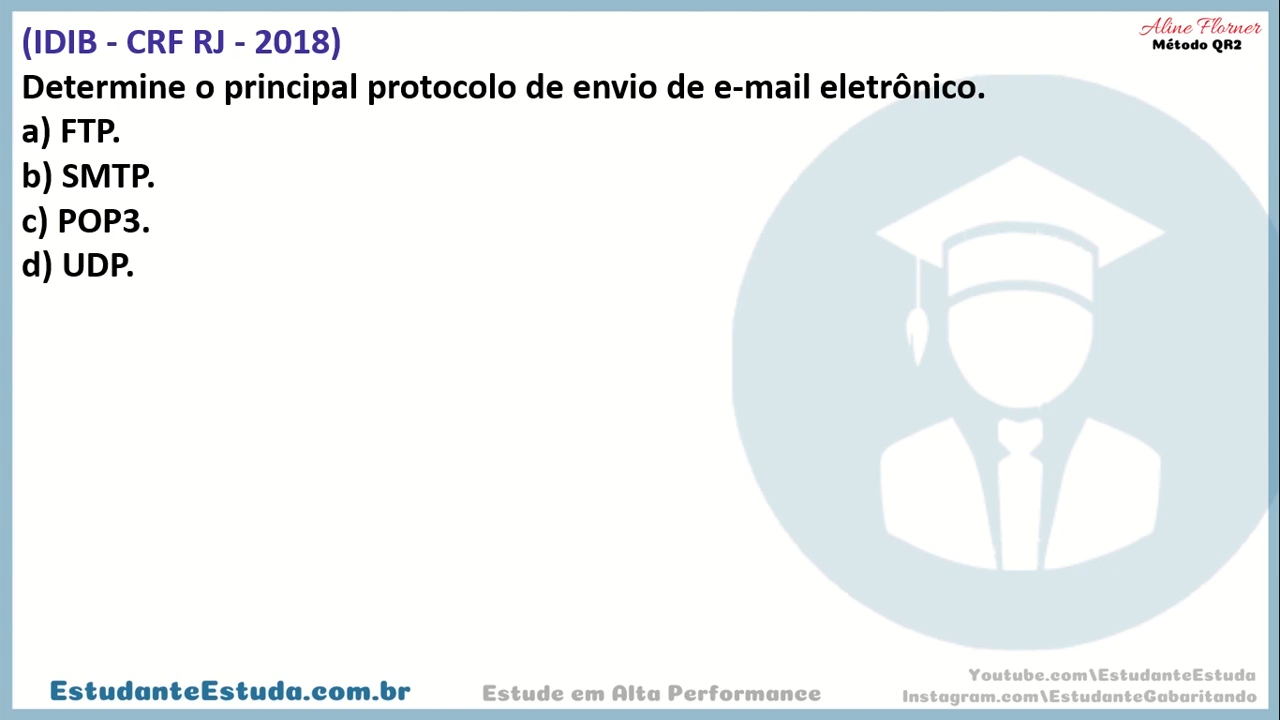 Aline Florner
Método QR2
(IDIB - CRF RJ - 2018)
Determine o principal protocolo de envio de e-mail eletrônico.
a) FTP.
b) SMTP.
c) POP3.
d) UDP.
EstudanteEstuda.com.br
Estude em Alta Performance
Youtube.com\EstudanteEstuda
Instagram.com\EstudanteGabaritando